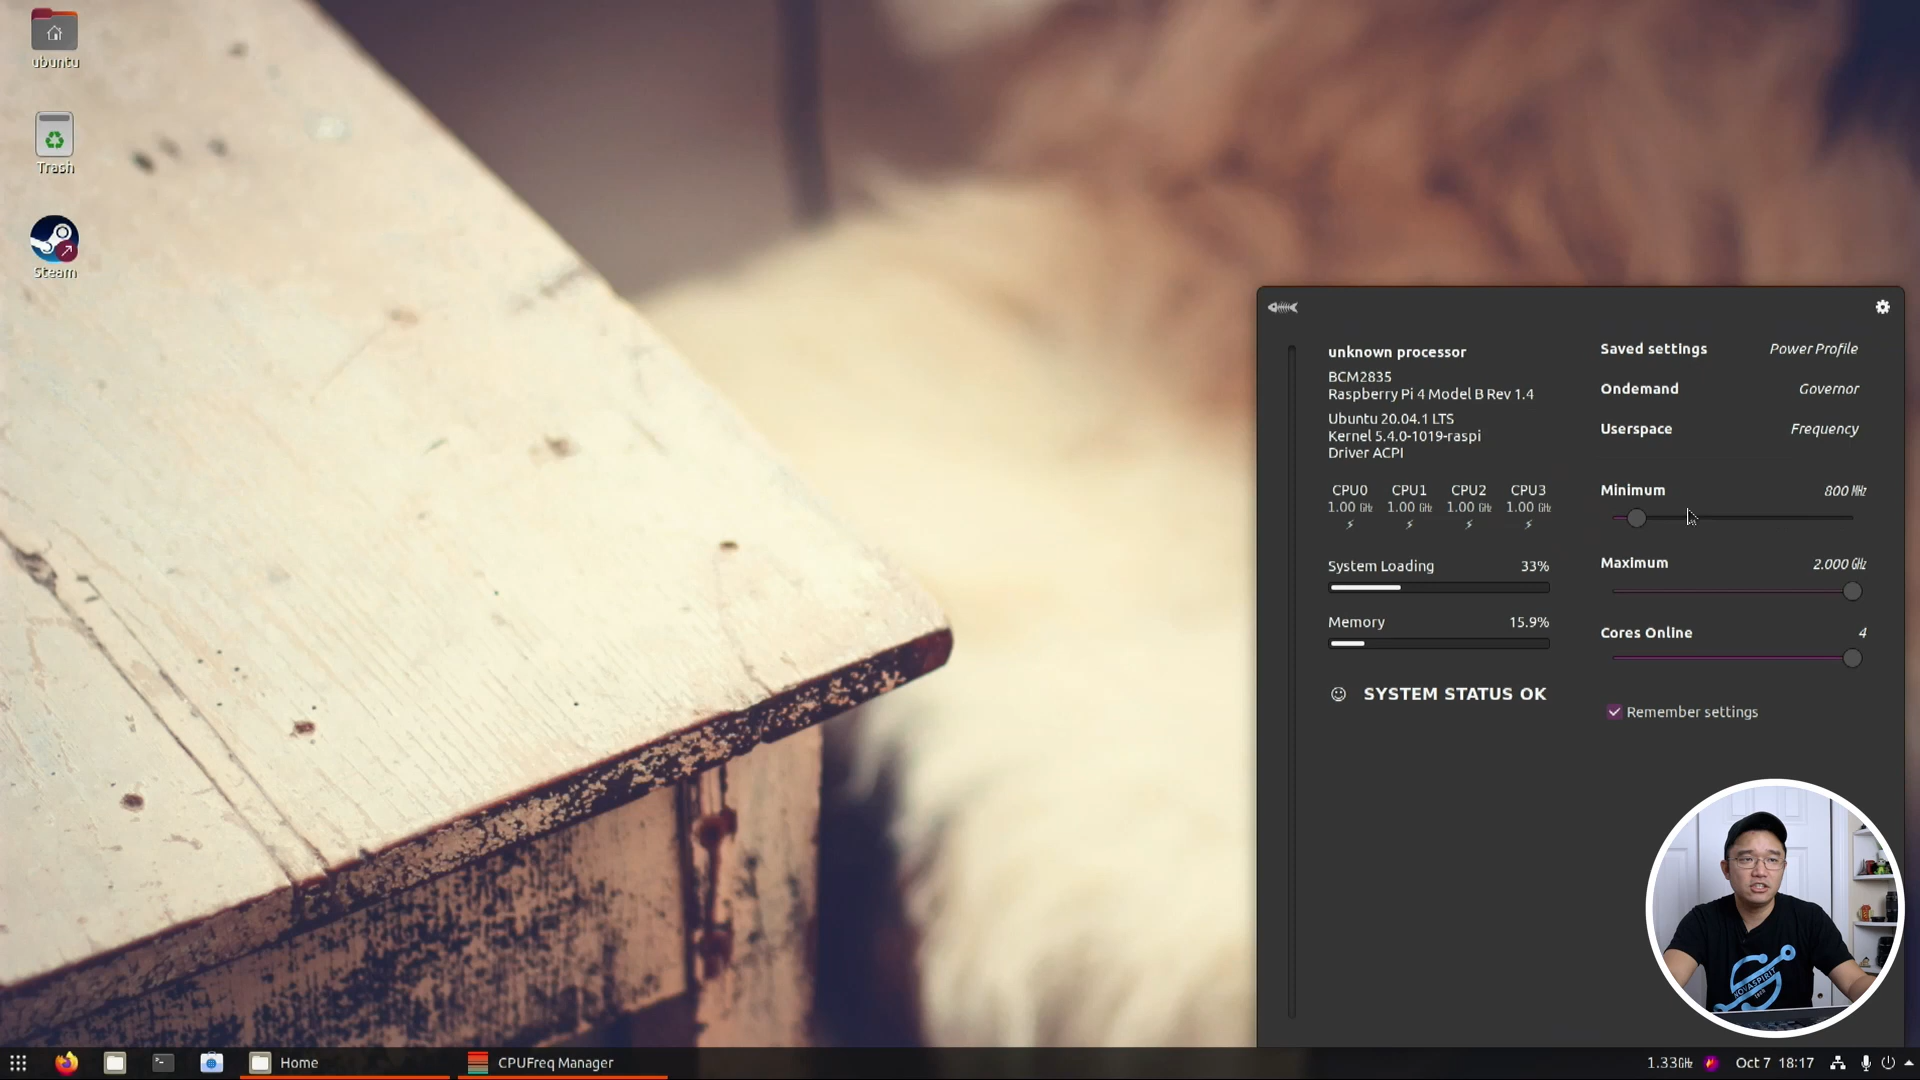 ubuntu
Trash
Steam
unknown processor
BCM2835
Raspberry Pi 4 Model B Rev 1.4
Ubuntu 20.04.1 LTS
Kernel 5.4.0-1019-raspi
Driver ACPI
CPU0 CPU1 CPU2 CPU3
1.00 GHz 1.00 GHz 1.00 GHz 1.00 GHz
System Loading 33%
Memory 15.9%
SYSTEM STATUS OK
Saved settings Power Profile
Ondemand Governor
Userspace Frequency
Minimum 800 MHz
Maximum 2.000 GHz
Cores Online 4
Remember settings
NOVASPIRIT
TECH
Home
CPUFreq Manager
1.33GHz
Oct 7 18:17